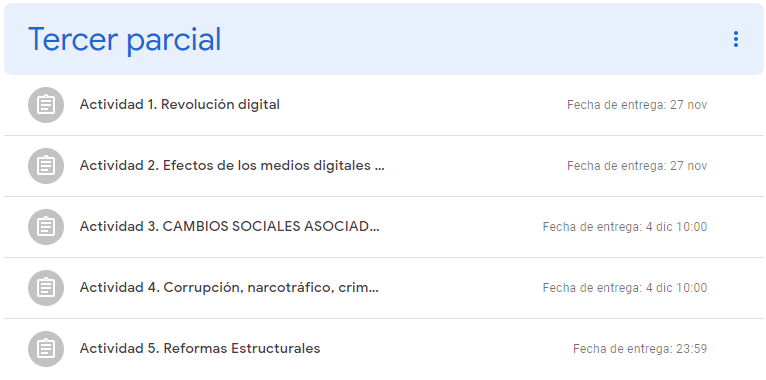 Tercer parcial
Actividad 1. Revolución digital Fecha de entrega: 27 nov
Actividad 2. Efectos de los medios digitales ... Fecha de entrega: 27 nov
Actividad 3. CAMBIOS SOCIALES ASOCIAD... Fecha de entrega: 4 dic 10:00
Actividad 4. Corrupción, narcotráfico, crim... Fecha de entrega: 4 dic 10:00
Actividad 5. Reformas Estructurales Fecha de entrega: 23:59